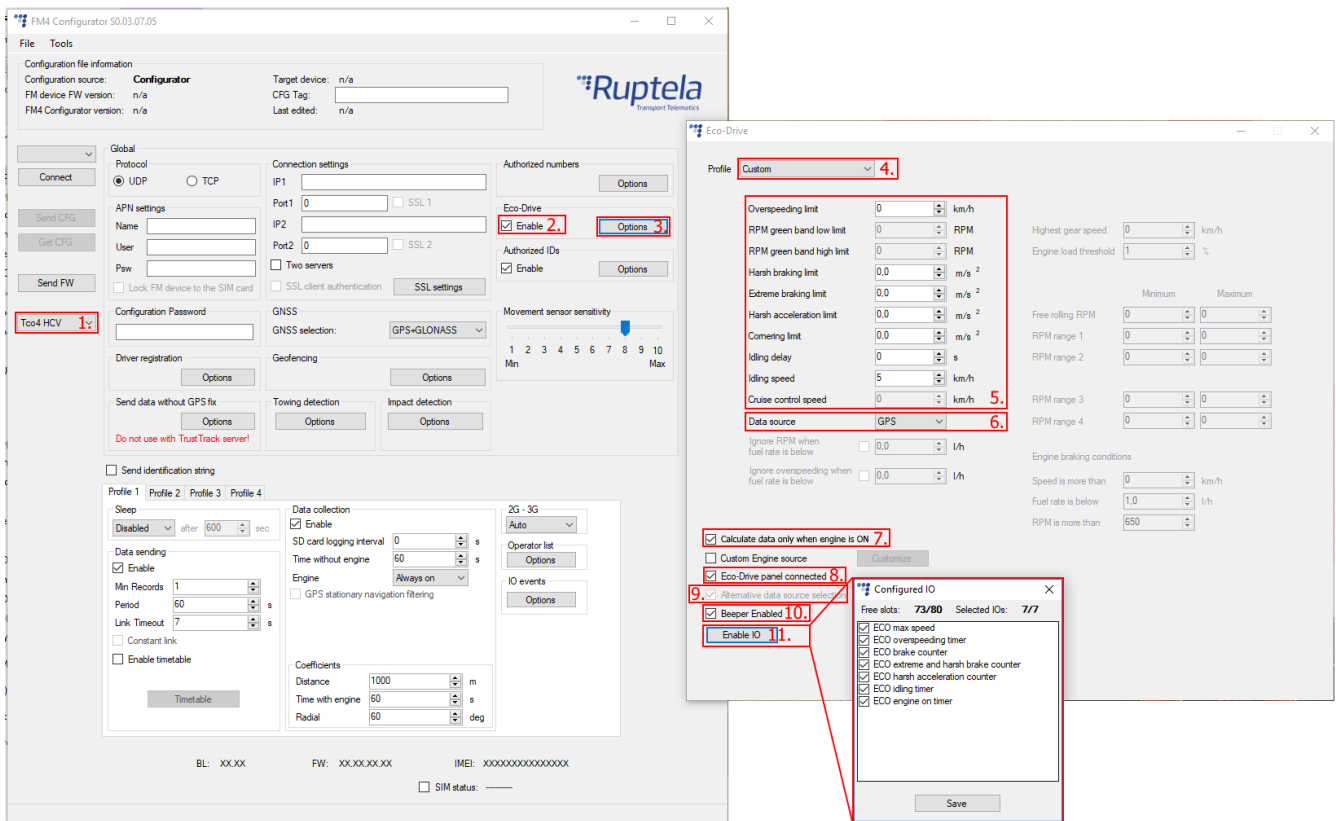 FM4 Configurator S0.03.07.05
File Tools
Configuration file information
Configuration source: Configurator Target device: n/a
FM device FW version: n/a CFG Tag:
FM4 Configurator version: n/a Last edited: n/a
Ruptela
Transport Telematics
Connect
Send CFG
Get CFG
Send FW
Tco4 HCV 1.
Global
Protocol
UDP TCP
APN settings
Name
User
Psw
Lock FM device to the SIM card
Configuration Password
Driver registration
Options
Send data without GPS fix
Options
Do not use with TrustTrack server!
Connection settings
IP1
Port1 0 SSL 1
IP2
Port2 0 SSL 2
Two servers
SSL client authentication SSL settings
GNSS
GNSS selection: GPS+GLONASS
Geofencing
Options
Towing detection
Options
Impact detection
Options
Authorized numbers
Options
Eco-Drive
Enable 2. Options 3.
Authorized IDs
Enable Options
Movement sensor sensitivity
1 2 3 4 5 6 7 8 9 10
Min Max
Send identification string
Profile 1 Profile 2 Profile 3 Profile 4
Sleep
Disabled after 600 sec
Data sending
Enable
Min Records 1
Period 60 s
Link Timeout 7 s
Constant link
Enable timetable
Timetable
Data collection
Enable
SD card logging interval 0 s
Time without engine 60 s
Engine Always on
GPS stationary navigation filtering
Coefficients
Distance 1000 m
Time with engine 60 s
Radial 60 deg
2G - 3G
Auto
Operator list
Options
IO events
Options
BL: XX.XX FW: XX.XX.XX.XX IMEI: XXXXXXXXXXXXXXX
SIM status: ----------
Eco-Drive
Profile Custom 4.
Overspeeding limit 0 km/h
RPM green band low limit 0 RPM
RPM green band high limit 0 RPM
Harsh braking limit 0,0 m/s 2
Extreme braking limit 0,0 m/s 2
Harsh acceleration limit 0,0 m/s 2
Cornering limit 0,0 m/s 2
Idling delay 0 s
Idling speed 5 km/h
Cruise control speed 0 km/h 5.
Data source GPS 6.
Ignore RPM when
fuel rate is below 0,0 l/h
Ignore overspeeding when
fuel rate is below 0,0 l/h
Highest gear speed 0 km/h
Engine load threshold 1 %
Minimum Maximum
Free rolling RPM 0 0
RPM range 1 0 0
RPM range 2 0 0
RPM range 3 0 0
RPM range 4 0 0
Engine braking conditions
Speed is more than 0 km/h
Fuel rate is below 1,0 l/h
RPM is more than 650
Calculate data only when engine is ON 7.
Custom Engine source Customize
Eco-Drive panel connected 8.
9. Alternative data source selection
Beeper Enabled 10.
Enable IO 11.
Configured IO
Free slots: 73/80 Selected IOs: 7/7
ECO max speed
ECO overspeeding timer
ECO brake counter
ECO extreme and harsh brake counter
ECO harsh acceleration counter
ECO idling timer
ECO engine on timer
Save